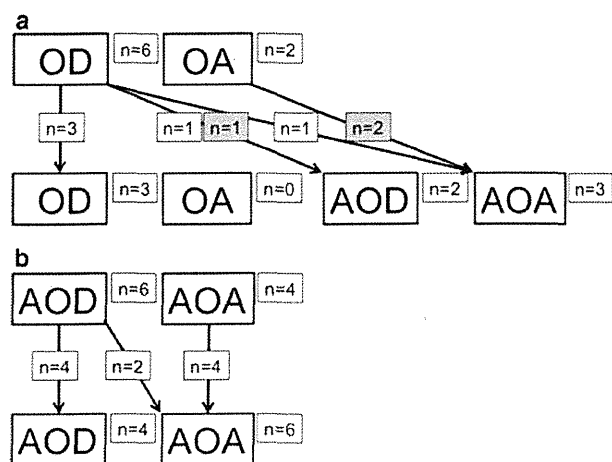 a
OD n=6 OA n=2
n=3 n=1 n=1 n=1 n=2
OD n=3 OA n=0 AOD n=2 AOA n=3
b
AOD n=6 AOA n=4
n=4 n=2 n=4
AOD n=4 AOA n=6